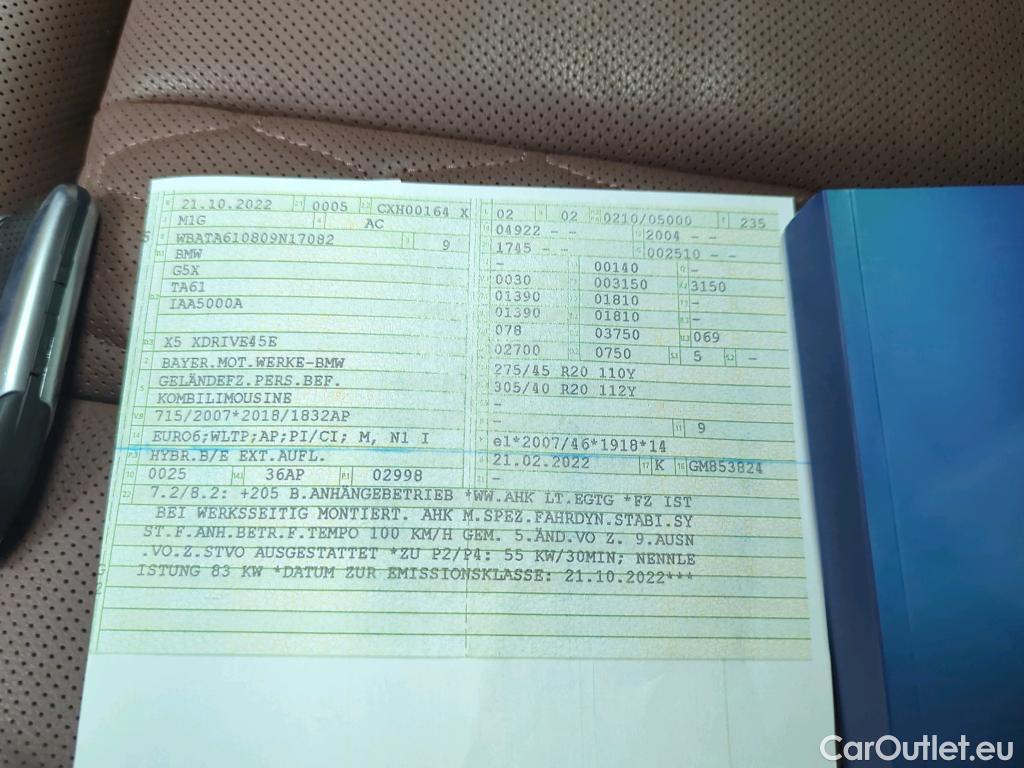 21.10.2022 0005 CXH00164 X
M1G AC
WBATA610809N17082 9
BMW
G5X
TA61
IAA5000A
X5 XDRIVE45E
BAYER.MOT.WERKE-BMW
GELÄNDEFZ.PERS.BEF.
KOMBILIMOUSINE
715/2007*2018/1832AP
EURO6;WLTP;AP;PI/CI; M, N1 I
HYBR.B/E EXT.AUFL.
0025 36AP 02998
02 02 0210/05000 235
04922 - - 2004 - -
1745 - - 002510 - -
- 00140 -
0030 003150 3150
01390 01810 -
01390 01810 -
078 03750 069
02700 0750 5 -
275/45 R20 110Y
305/40 R20 112Y
-
- 9
e1*2007/46*1918*14
21.02.2022 K GM853824
-
7.2/8.2: +205 B.ANHÄNGEBETRIEB *WW.AHK LT.EGTG *FZ IST
BEI WERKSSEITIG MONTIERT. AHK M.SPEZ.FAHRDYN.STABI.SY
ST.F.ANH.BETR.F.TEMPO 100 KM/H GEM. 5.ÄND.VO Z. 9.AUSN
.VO.Z.STVO AUSGESTATTET *ZU P2/P4: 55 KW/30MIN; NENNLE
ISTUNG 83 KW *DATUM ZUR EMISSIONSKLASSE: 21.10.2022***
CarOutlet.eu